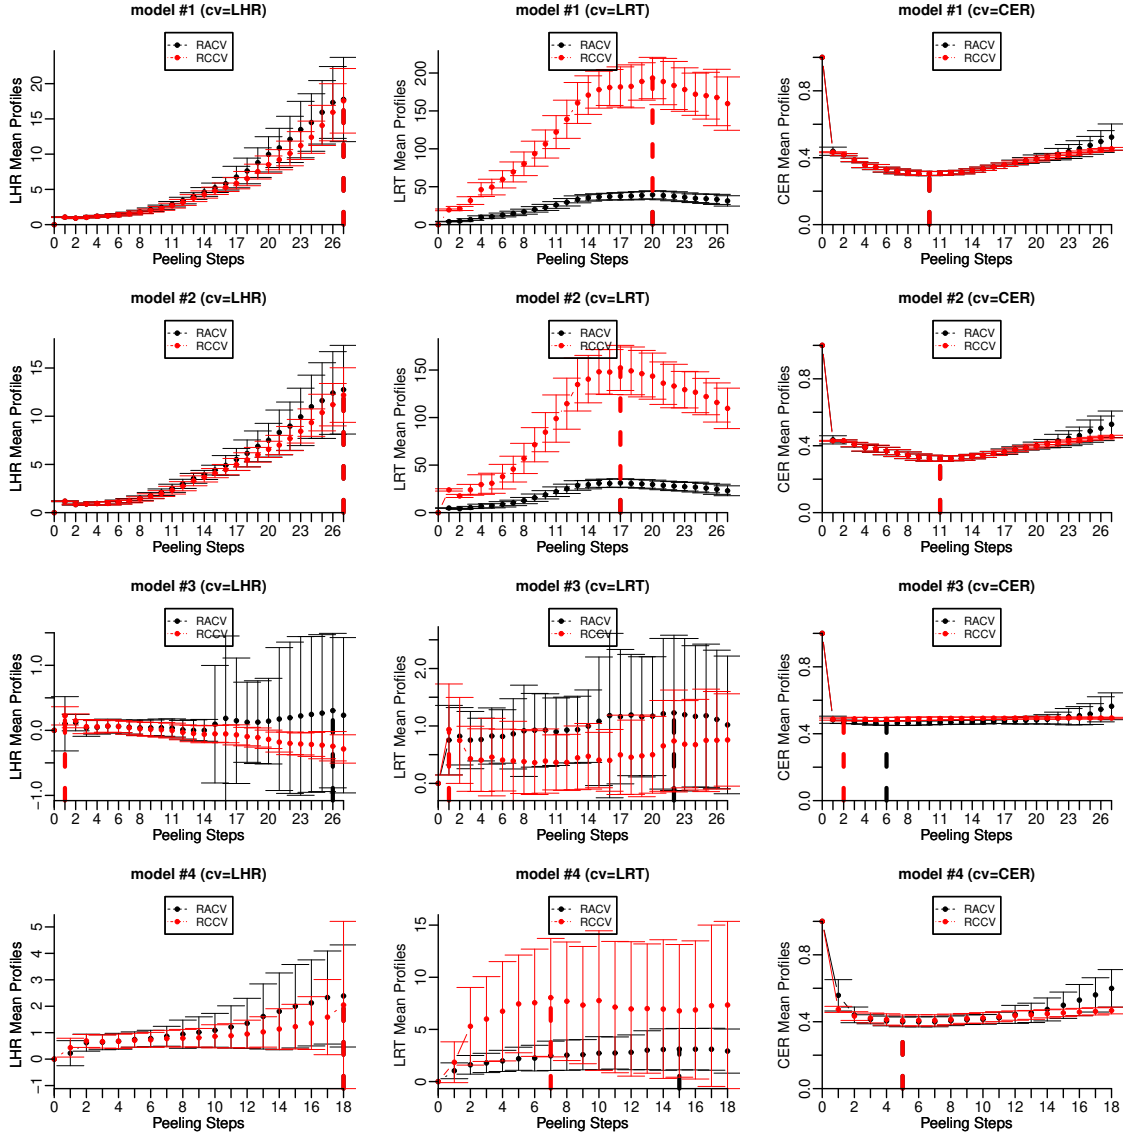 model #1 (cv=LHR)
RACV
RCCV
LHR Mean Profiles
0 5 10 15 20
0 2 4 6 8 11 14 17 20 23 26
Peeling Steps
model #1 (cv=LRT)
RACV
RCCV
LRT Mean Profiles
0 50 100 150 200
0 2 4 6 8 11 14 17 20 23 26
Peeling Steps
model #1 (cv=CER)
RACV
RCCV
CER Mean Profiles
0.0 0.4 0.8
0 2 4 6 8 11 14 17 20 23 26
Peeling Steps
model #2 (cv=LHR)
RACV
RCCV
LHR Mean Profiles
0 5 10 15
0 2 4 6 8 11 14 17 20 23 26
Peeling Steps
model #2 (cv=LRT)
RACV
RCCV
LRT Mean Profiles
0 50 100 150
0 2 4 6 8 11 14 17 20 23 26
Peeling Steps
model #2 (cv=CER)
RACV
RCCV
CER Mean Profiles
0.0 0.4 0.8
0 2 4 6 8 11 14 17 20 23 26
Peeling Steps
model #3 (cv=LHR)
RACV
RCCV
LHR Mean Profiles
−1.0 0.0 1.0
0 2 4 6 8 11 14 17 20 23 26
Peeling Steps
model #3 (cv=LRT)
RACV
RCCV
LRT Mean Profiles
0.0 1.0 2.0
0 2 4 6 8 11 14 17 20 23 26
Peeling Steps
model #3 (cv=CER)
RACV
RCCV
CER Mean Profiles
0.0 0.4 0.8
0 2 4 6 8 11 14 17 20 23 26
Peeling Steps
model #4 (cv=LHR)
RACV
RCCV
LHR Mean Profiles
−1 0 1 2 3 4 5
0 2 4 6 8 10 12 14 16 18
Peeling Steps
model #4 (cv=LRT)
RACV
RCCV
LRT Mean Profiles
0 5 10 15
0 2 4 6 8 10 12 14 16 18
Peeling Steps
model #4 (cv=CER)
RACV
RCCV
CER Mean Profiles
0.0 0.4 0.8
0 2 4 6 8 10 12 14 16 18
Peeling Steps